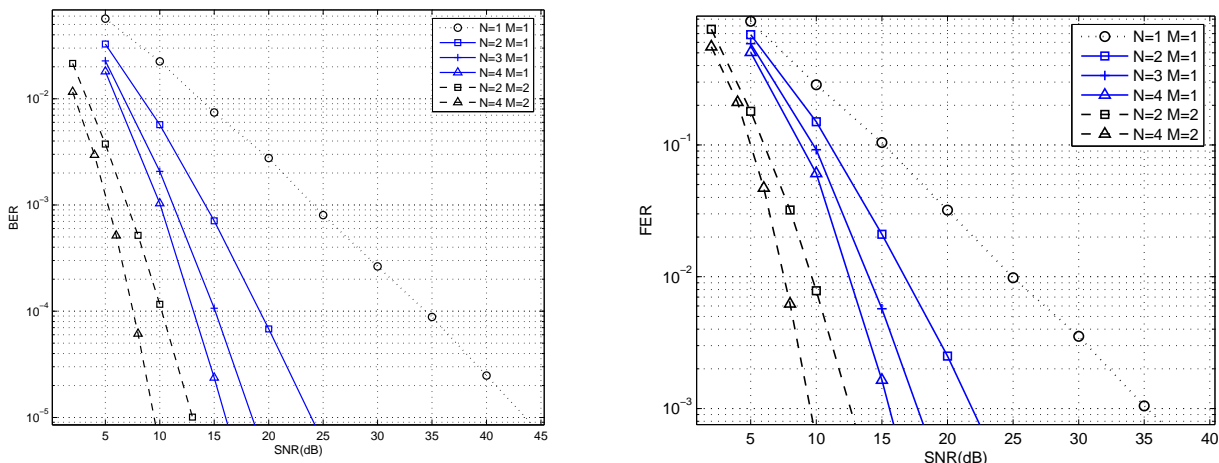 BER
10^-2
10^-3
10^-4
10^-5
5 10 15 20 25 30 35 40 45
SNR(dB)
N=1 M=1
N=2 M=1
N=3 M=1
N=4 M=1
N=2 M=2
N=4 M=2
FER
10^-1
10^-2
10^-3
5 10 15 20 25 30 35 40
SNR(dB)
N=1 M=1
N=2 M=1
N=3 M=1
N=4 M=1
N=2 M=2
N=4 M=2